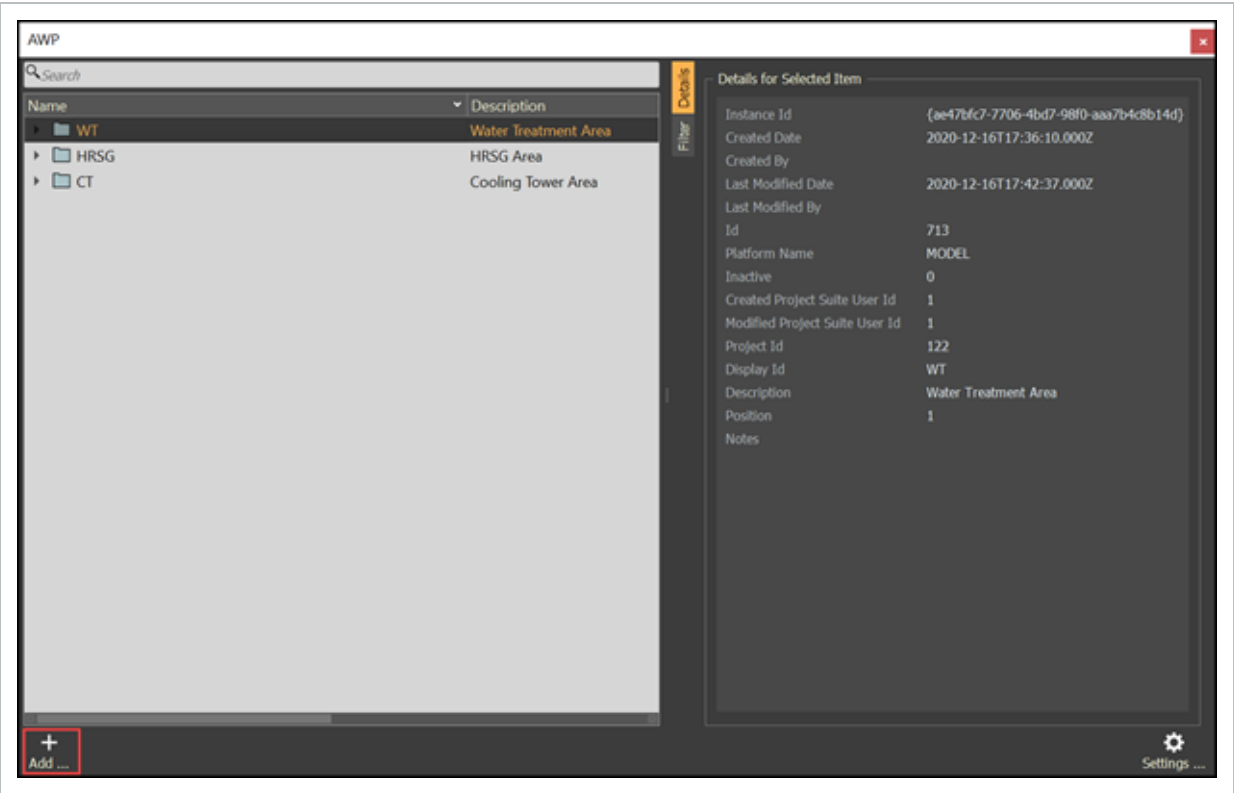 AWP
Search
Name Description
WT Water Treatment Area
HRSG HRSG Area
CT Cooling Tower Area
Details
Filter
Details for Selected Item
Instance Id {ae47bfc7-7706-4bd7-98f0-aaa7b4c8b14d}
Created Date 2020-12-16T17:36:10.000Z
Created By
Last Modified Date 2020-12-16T17:42:37.000Z
Last Modified By
Id 713
Platform Name MODEL
Inactive 0
Created Project Suite User Id 1
Modified Project Suite User Id 1
Project Id 122
Display Id WT
Description Water Treatment Area
Position 1
Notes
Add ...
Settings ...